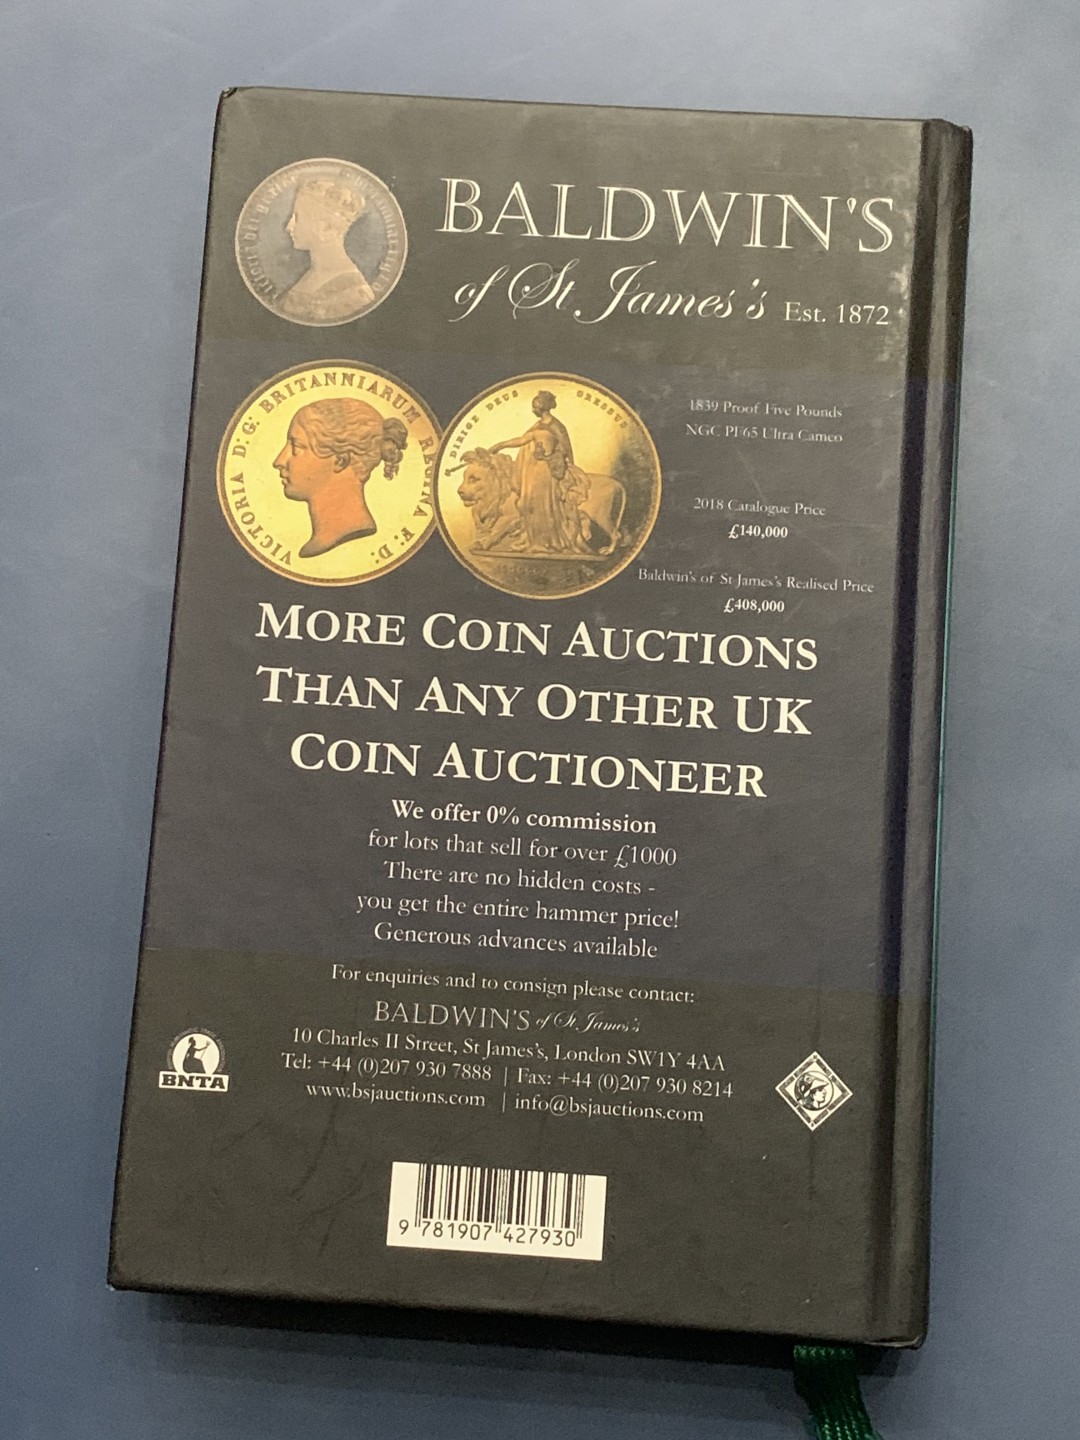 BALDWIN'S
of St James's Est. 1872
VICTORIA D: G: BRITANNIARUM REGINA F: D:
DIRIGE DEUS GRESSUS
1839 Proof Five Pounds
NGC PF65 Ultra Cameo
2018 Catalogue Price
£140,000
Baldwin's of St James's Realised Price
£408,000
MORE COIN AUCTIONS
THAN ANY OTHER UK
COIN AUCTIONEER
We offer 0% commission
for lots that sell for over £1000
There are no hidden costs -
you get the entire hammer price!
Generous advances available
For enquiries and to consign please contact:
BALDWIN'S of St James's
10 Charles II Street, St James's, London SW1Y 4AA
Tel: +44 (0)207 930 7888 | Fax: +44 (0)207 930 8214
www.bsjauctions.com | info@bsjauctions.com
BNTA
9 781907 427930